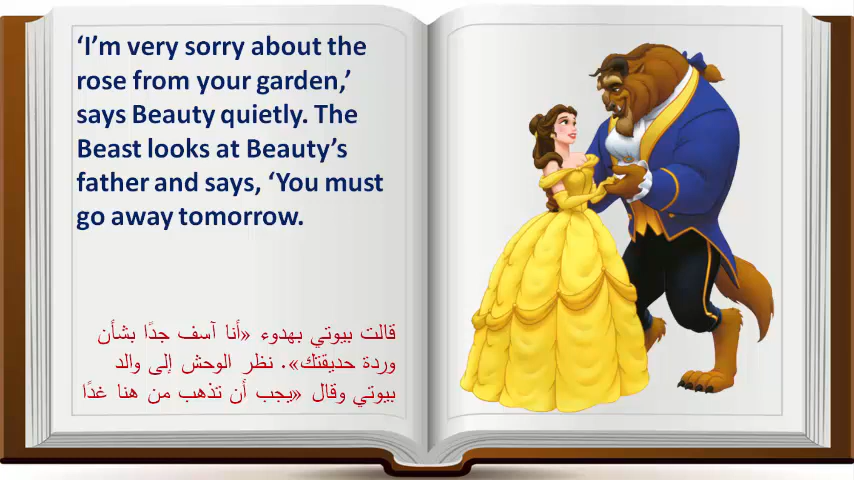 ‘I’m very sorry about the
rose from your garden,’
says Beauty quietly. The
Beast looks at Beauty’s
father and says, ‘You must
go away tomorrow.
قالت بيوتي بهدوء «أنا آسف جدًا بشأن
وردة حديقتك». نظر الوحش إلى والد
بيوتي وقال «يجب أن تذهب من هنا غدًا